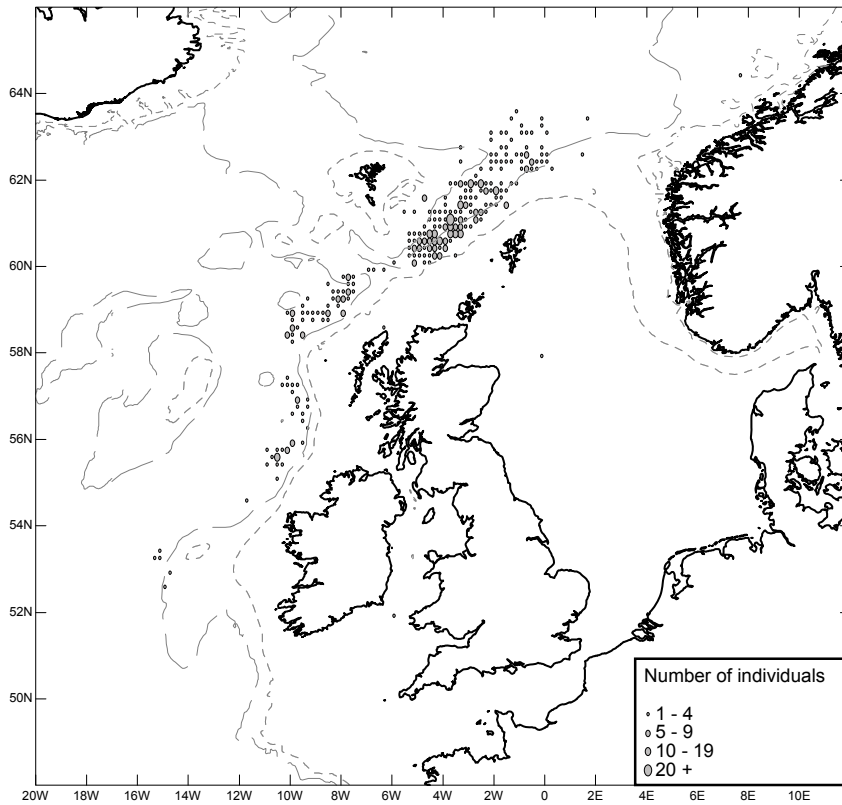 64N
62N
60N
58N
56N
54N
52N
50N
Number of individuals
1 - 4
5 - 9
10 - 19
20 +
20W 18W 16W 14W 12W 10W 8W 6W 4W 2W 0 2E 4E 6E 8E 10E